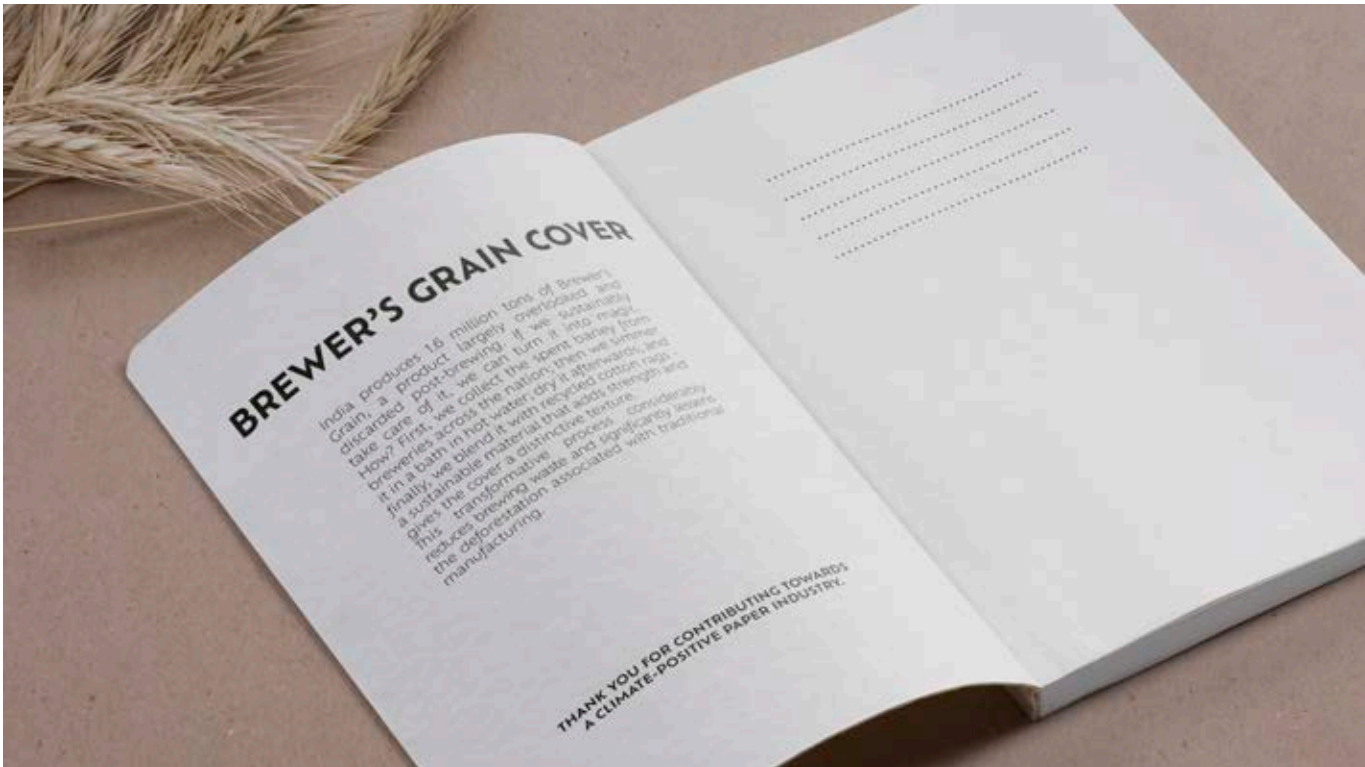 BREWER'S GRAIN COVER
India produces 1.6 million tons of Brewers
Grain, a product largely overlooked and
discarded post-brewing. If we sustainably
take care of it, we can turn it into magic.
How? First, we collect the spent barley from
breweries across the nation; then we simmer
it in a bath in hot water; dry it afterwards; and
finally, we blend it with recycled cotton rags -
a sustainable material that adds strength and
gives the cover a distinctive texture.
This transformative process considerably
reduces brewing waste and significantly lessens
the deforestation associated with traditional
manufacturing.
THANK YOU FOR CONTRIBUTING TOWARDS
A CLIMATE-POSITIVE PAPER INDUSTRY.